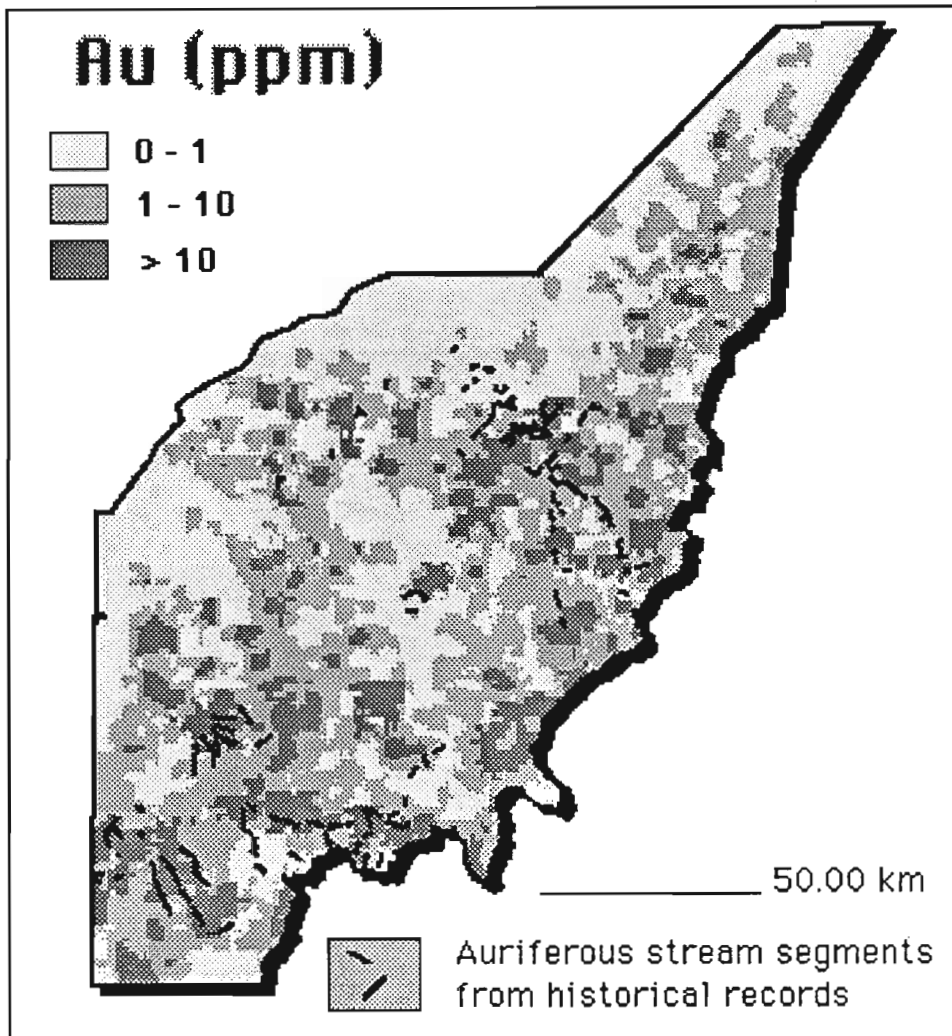 Au (ppm)
0 - 1
1 - 10
> 10
50.00 km
Auriferous stream segments
from historical records